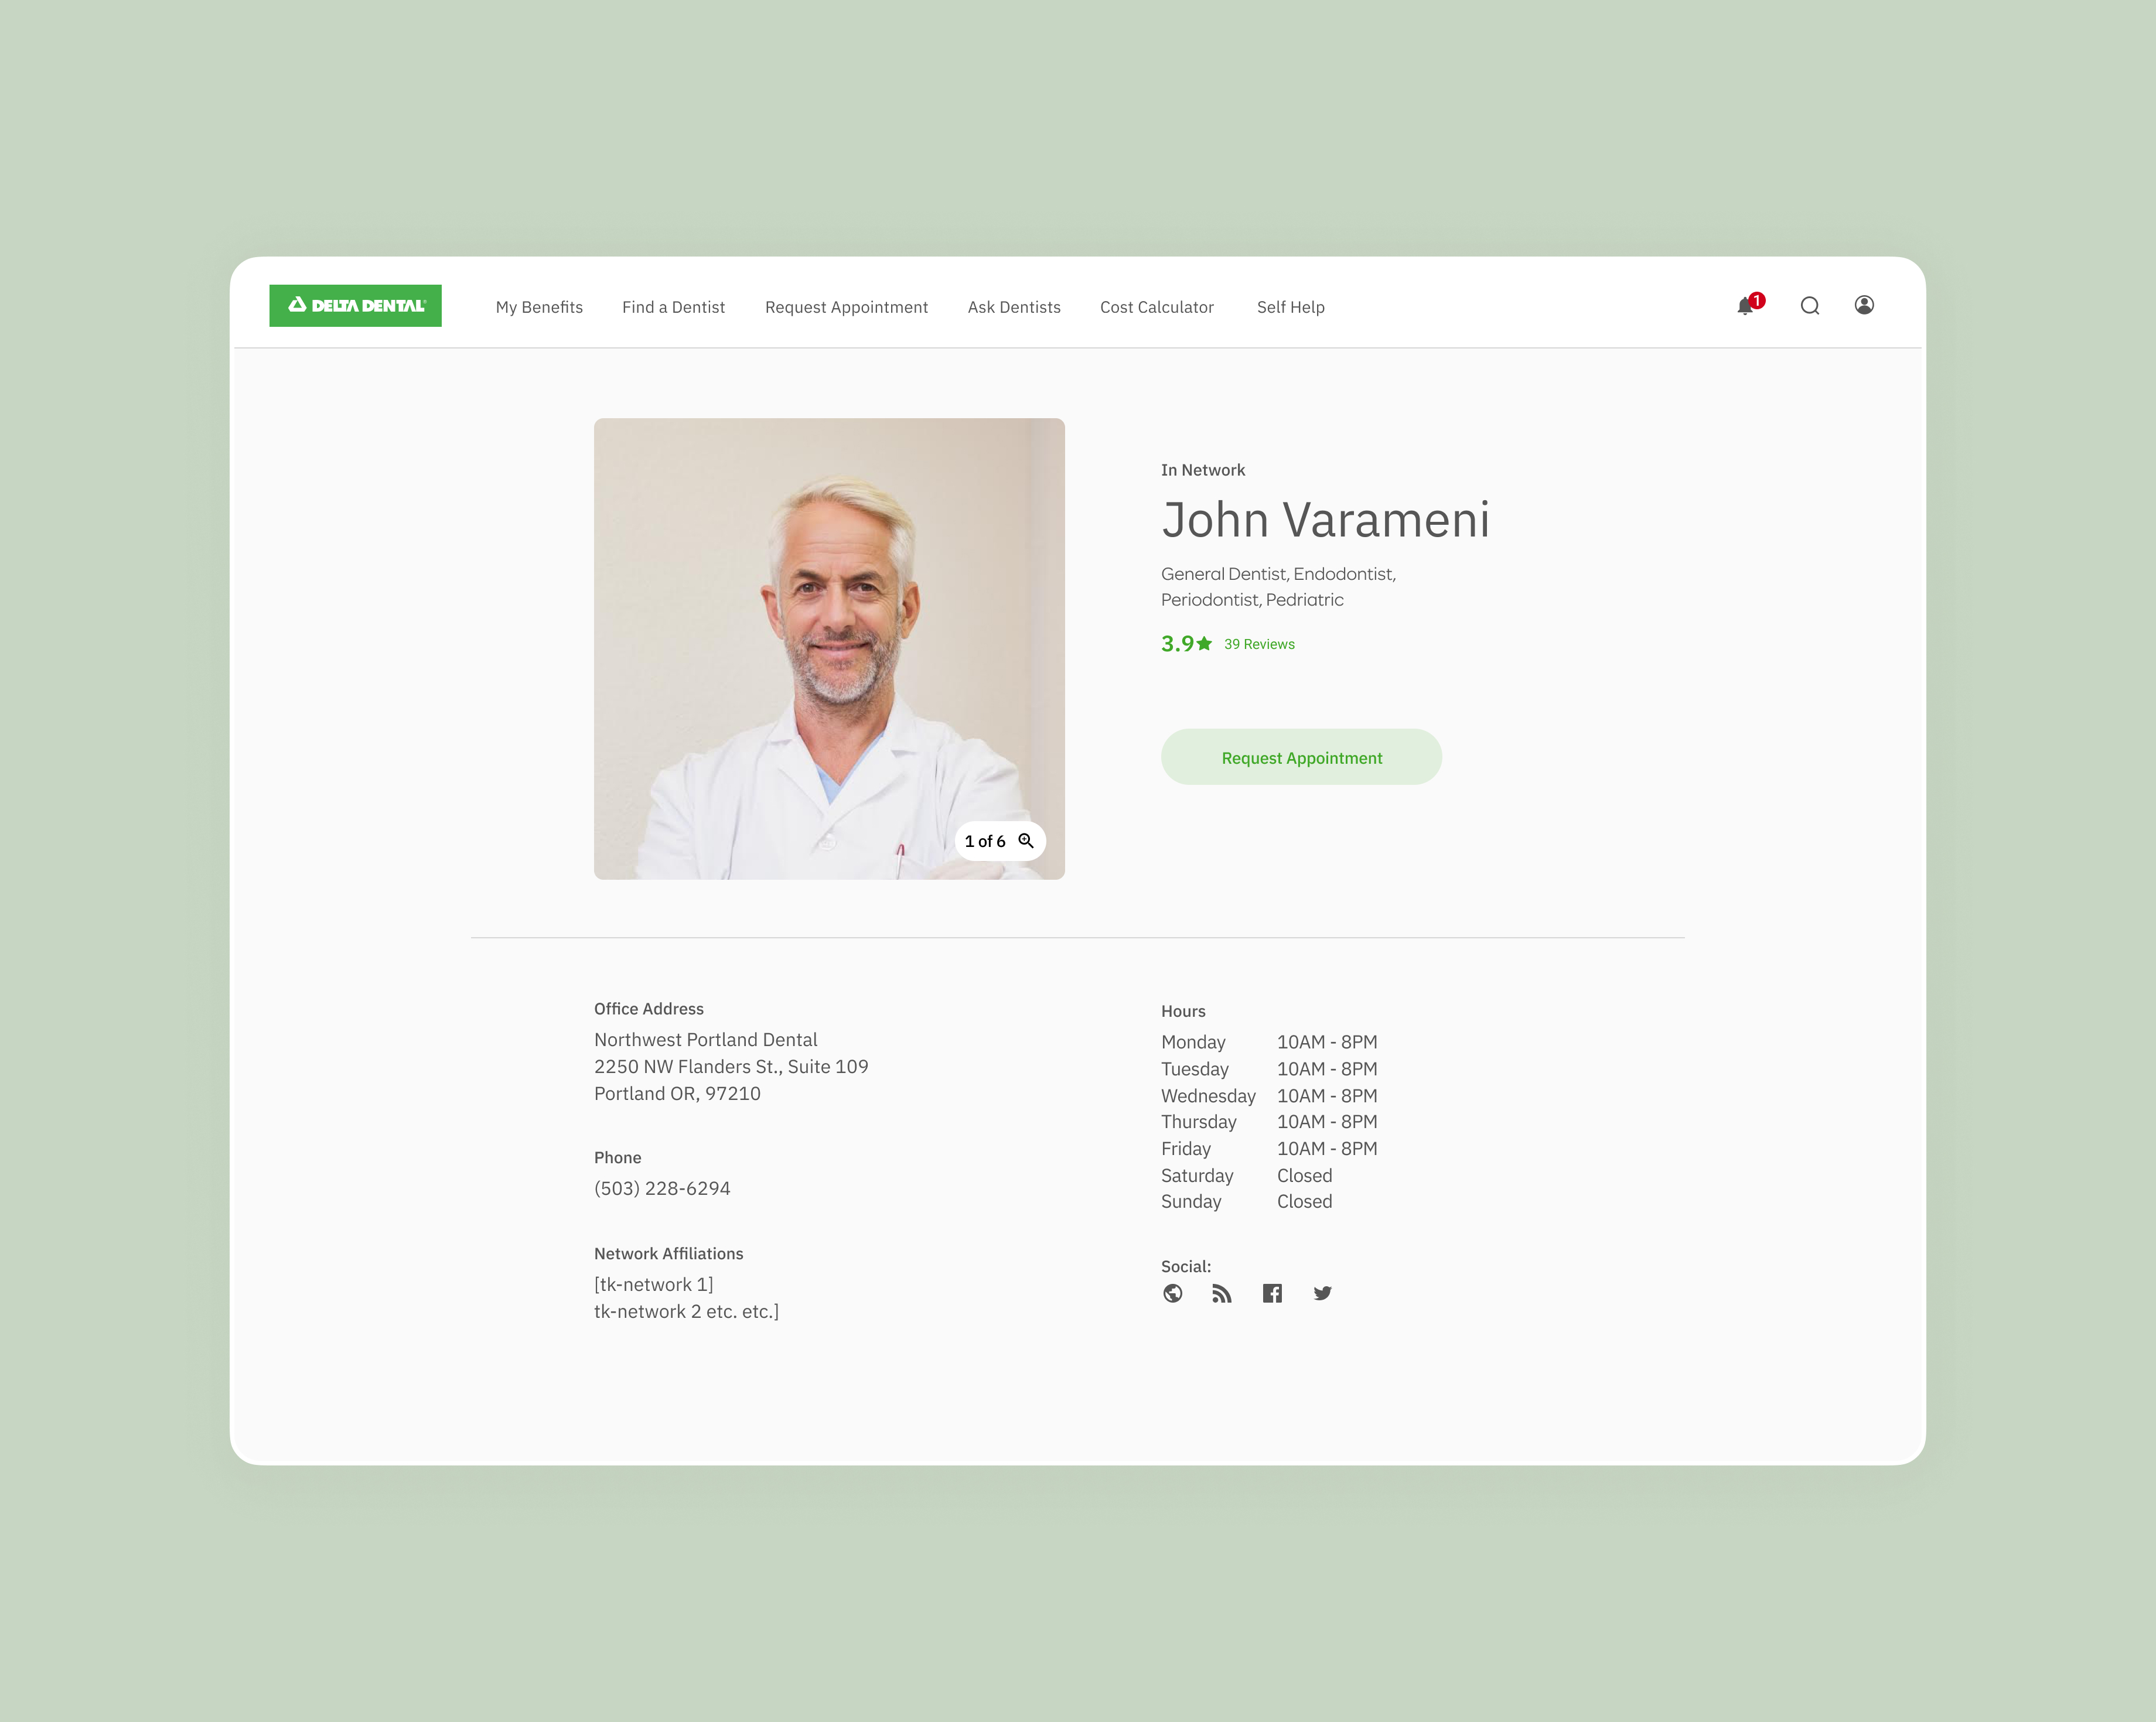 DELTA DENTAL
My Benefits
Find a Dentist
Request Appointment
Ask Dentists
Cost Calculator
Self Help
1
In Network
John Varameni
General Dentist, Endodontist,
Periodontist, Pedriatric
3.9★ 39 Reviews
Request Appointment
1 of 6
Office Address
Northwest Portland Dental
2250 NW Flanders St., Suite 109
Portland OR, 97210
Phone
(503) 228-6294
Network Affiliations
[tk-network 1]
tk-network 2 etc. etc.]
Hours
Monday 10AM - 8PM
Tuesday 10AM - 8PM
Wednesday 10AM - 8PM
Thursday 10AM - 8PM
Friday 10AM - 8PM
Saturday Closed
Sunday Closed
Social: